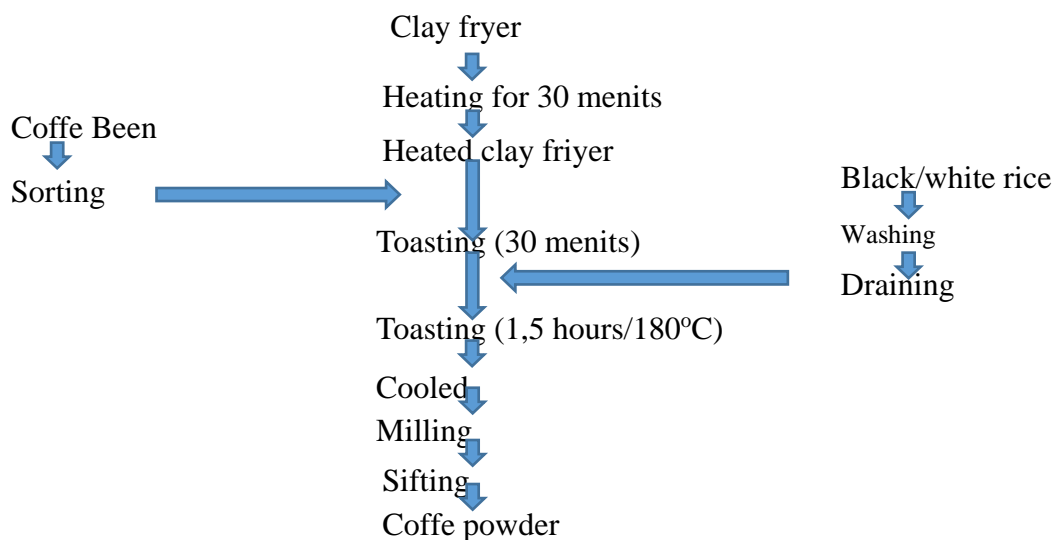 Clay fryer
Heating for 30 menits
Coffe Been
Heated clay friyer
Sorting
Black/white rice
Washing
Toasting (30 menits)
Draining
Toasting (1,5 hours/180°C)
Cooled
Milling
Sifting
Coffe powder